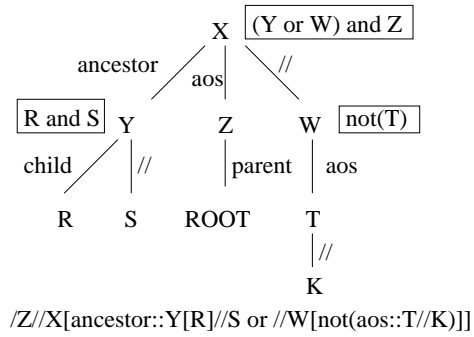 X (Y or W) and Z
ancestor aos //
R and S Y Z W not(T)
child // parent aos
R S ROOT T
//
K
/Z//X[ancestor::Y[R]//S or //W[not(aos::T//K)]]